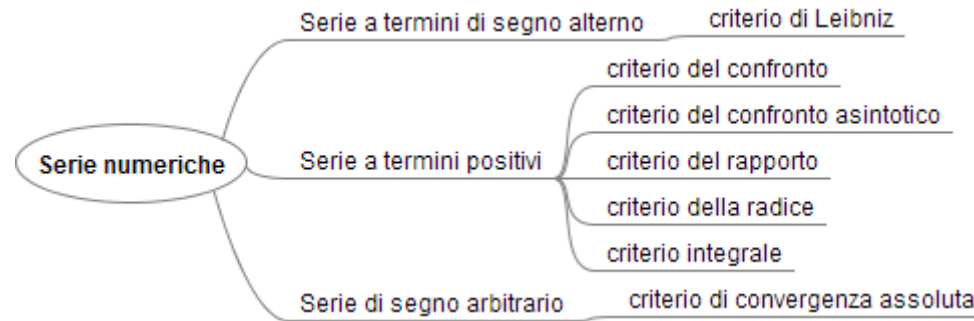 Serie numeriche
Serie a termini di segno alterno
criterio di Leibniz
Serie a termini positivi
criterio del confronto
criterio del confronto asintotico
criterio del rapporto
criterio della radice
criterio integrale
Serie di segno arbitrario
criterio di convergenza assoluta